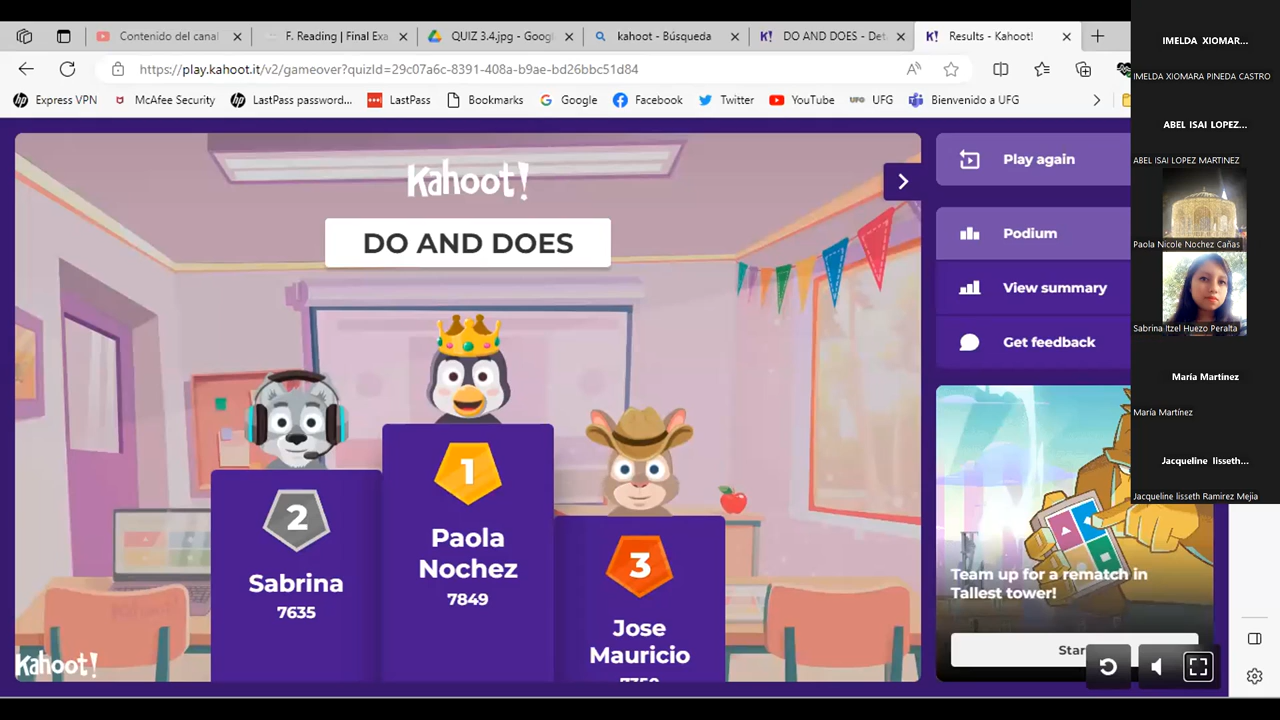 Contenido del canal
F. Reading | Final Exa
QUIZ 3.4.jpg - Googl
kahoot - Búsqueda
DO AND DOES - Det
Results - Kahoot!
https://play.kahoot.it/v2/gameover?quizId=29c07a6c-8391-408a-b9ae-bd26bbc51d84
Express VPN
McAfee Security
LastPass password...
LastPass
Bookmarks
Google
Facebook
Twitter
YouTube
UFG
Bienvenido a UFG
Kahoot!
DO AND DOES
1
Paola
Nochez
7849
2
Sabrina
7635
3
Jose
Mauricio
Kahoot!
Play again
Podium
View summary
Get feedback
Team up for a rematch in
Tallest tower!
IMELDA XIOMAR...
IMELDA XIOMARA PINEDA CASTRO
ABEL ISAI LOPEZ...
ABEL ISAI LOPEZ MARTINEZ
Paola Nicole Nochez Cañas
Sabrina Itzel Huezo Peralta
María Martínez
María Martínez
Jacqueline lisseth...
Jacqueline lisseth Ramirez Mejia